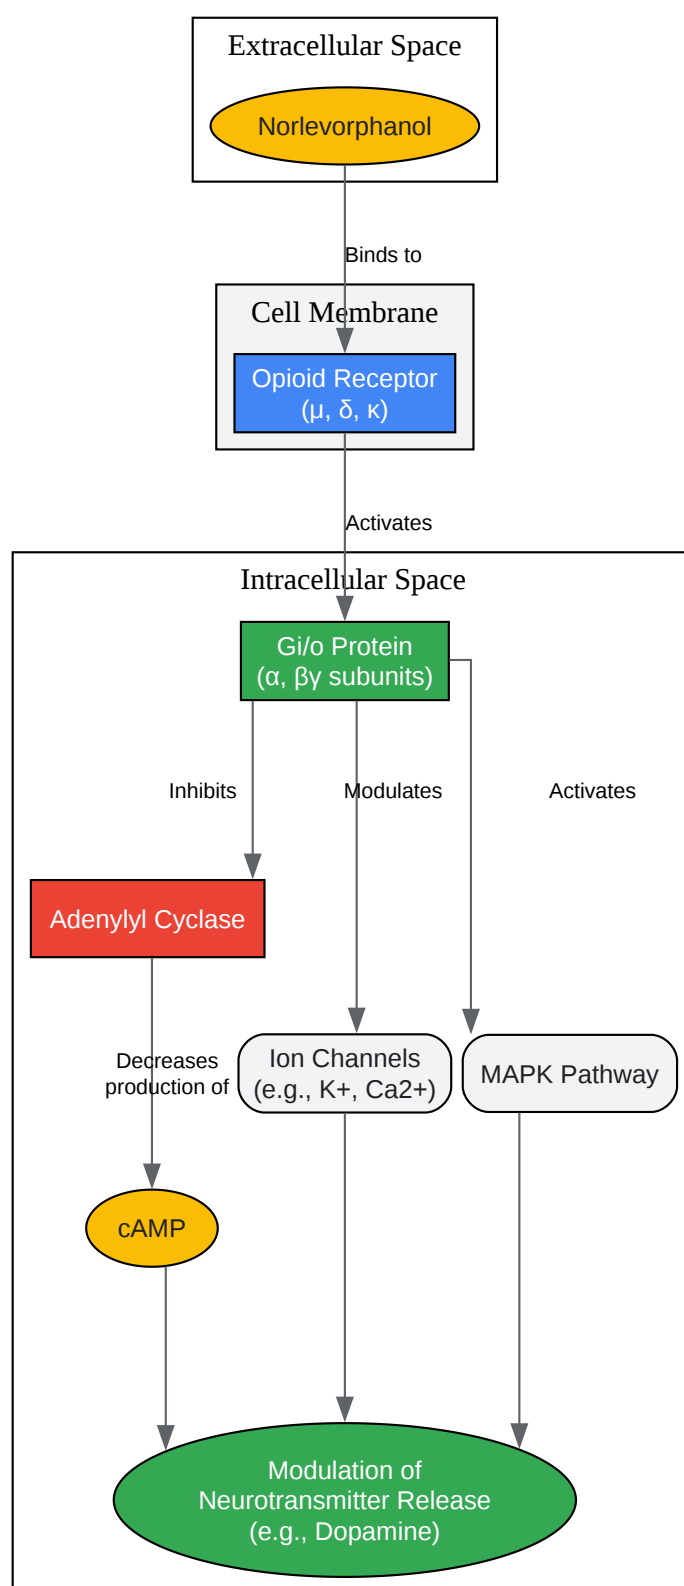 Extracellular Space
Norlevorphanol
Binds to
Cell Membrane
Opioid Receptor
(μ, δ, κ)
Activates
Intracellular Space
Gi/o Protein
(α, βγ subunits)
Inhibits
Modulates
Activates
Adenylyl Cyclase
Decreases
production of
Ion Channels
(e.g., K+, Ca2+)
MAPK Pathway
cAMP
Modulation of
Neurotransmitter Release
(e.g., Dopamine)